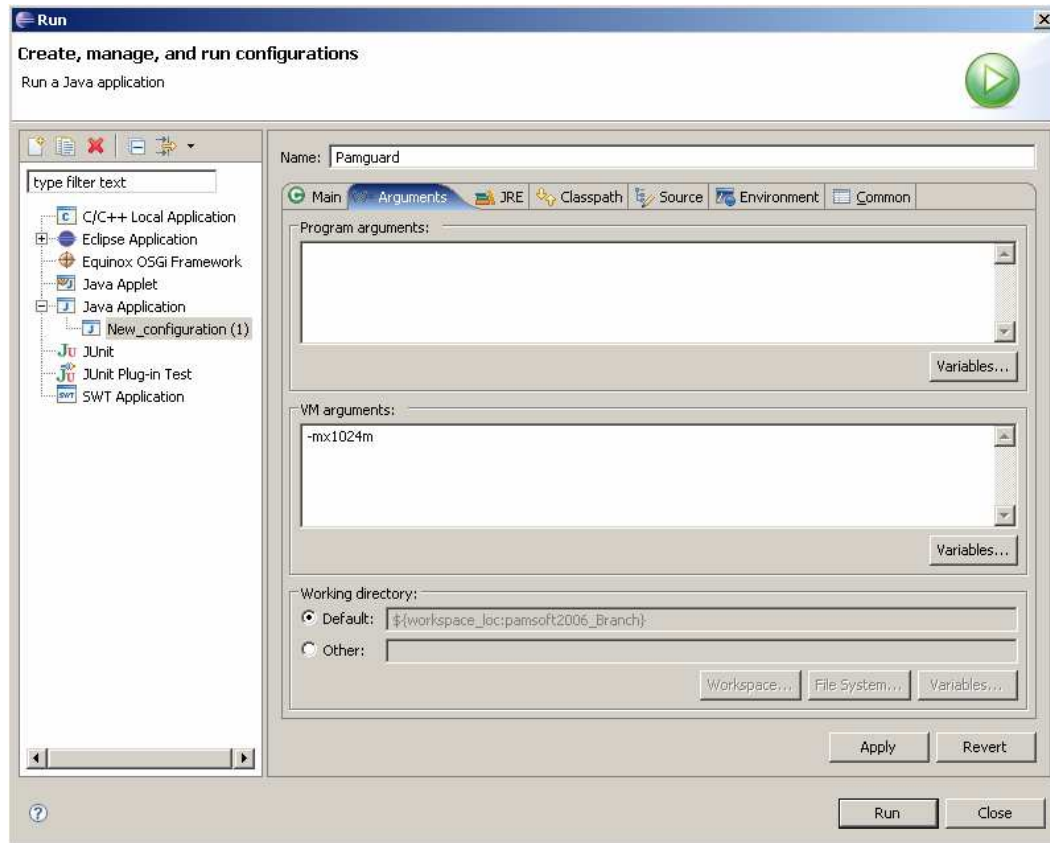 Run
Create, manage, and run configurations
Run a Java application
type filter text
C/C++ Local Application
Eclipse Application
Equinox OSGi Framework
Java Applet
Java Application
New_configuration (1)
JUnit
JUnit Plug-in Test
SWT Application
Name: Pamguard
Main Arguments JRE Classpath Source Environment Common
Program arguments:
Variables...
VM arguments:
-mx1024m
Variables...
Working directory:
Default: ${workspace_loc:pamsoft2006_Branch}
Other:
Workspace... File System... Variables...
Apply Revert
Run Close